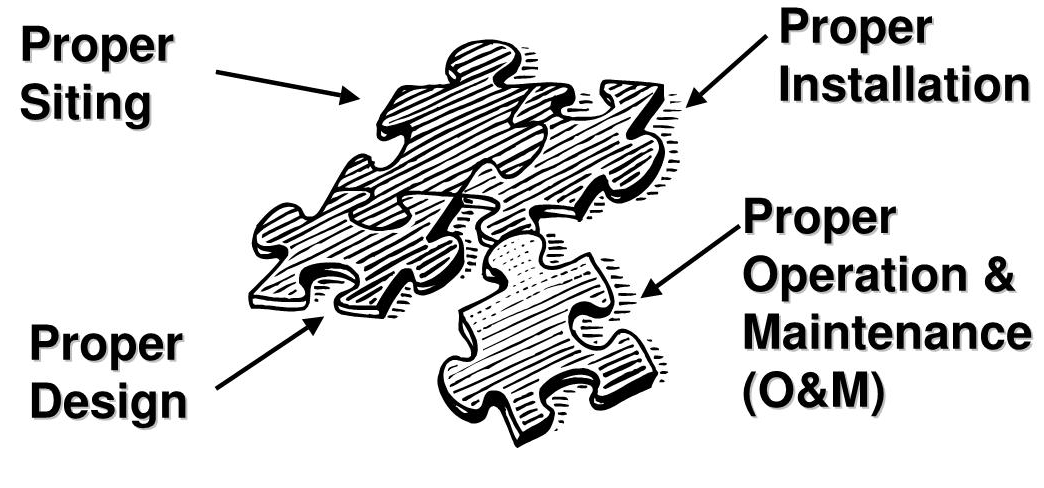 Proper
Siting
Proper
Installation
Proper
Operation &
Maintenance
(O&M)
Proper
Design